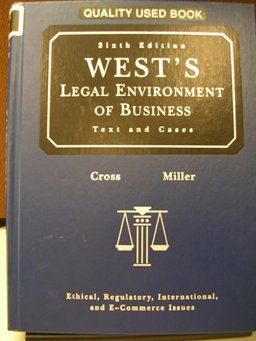 QUALITY USED BOOK
Sixth Edition
WEST'S
LEGAL ENVIRONMENT
OF BUSINESS
Text and Cases
Cross Miller
Ethical, Regulatory, International,
and E-Commerce Issues